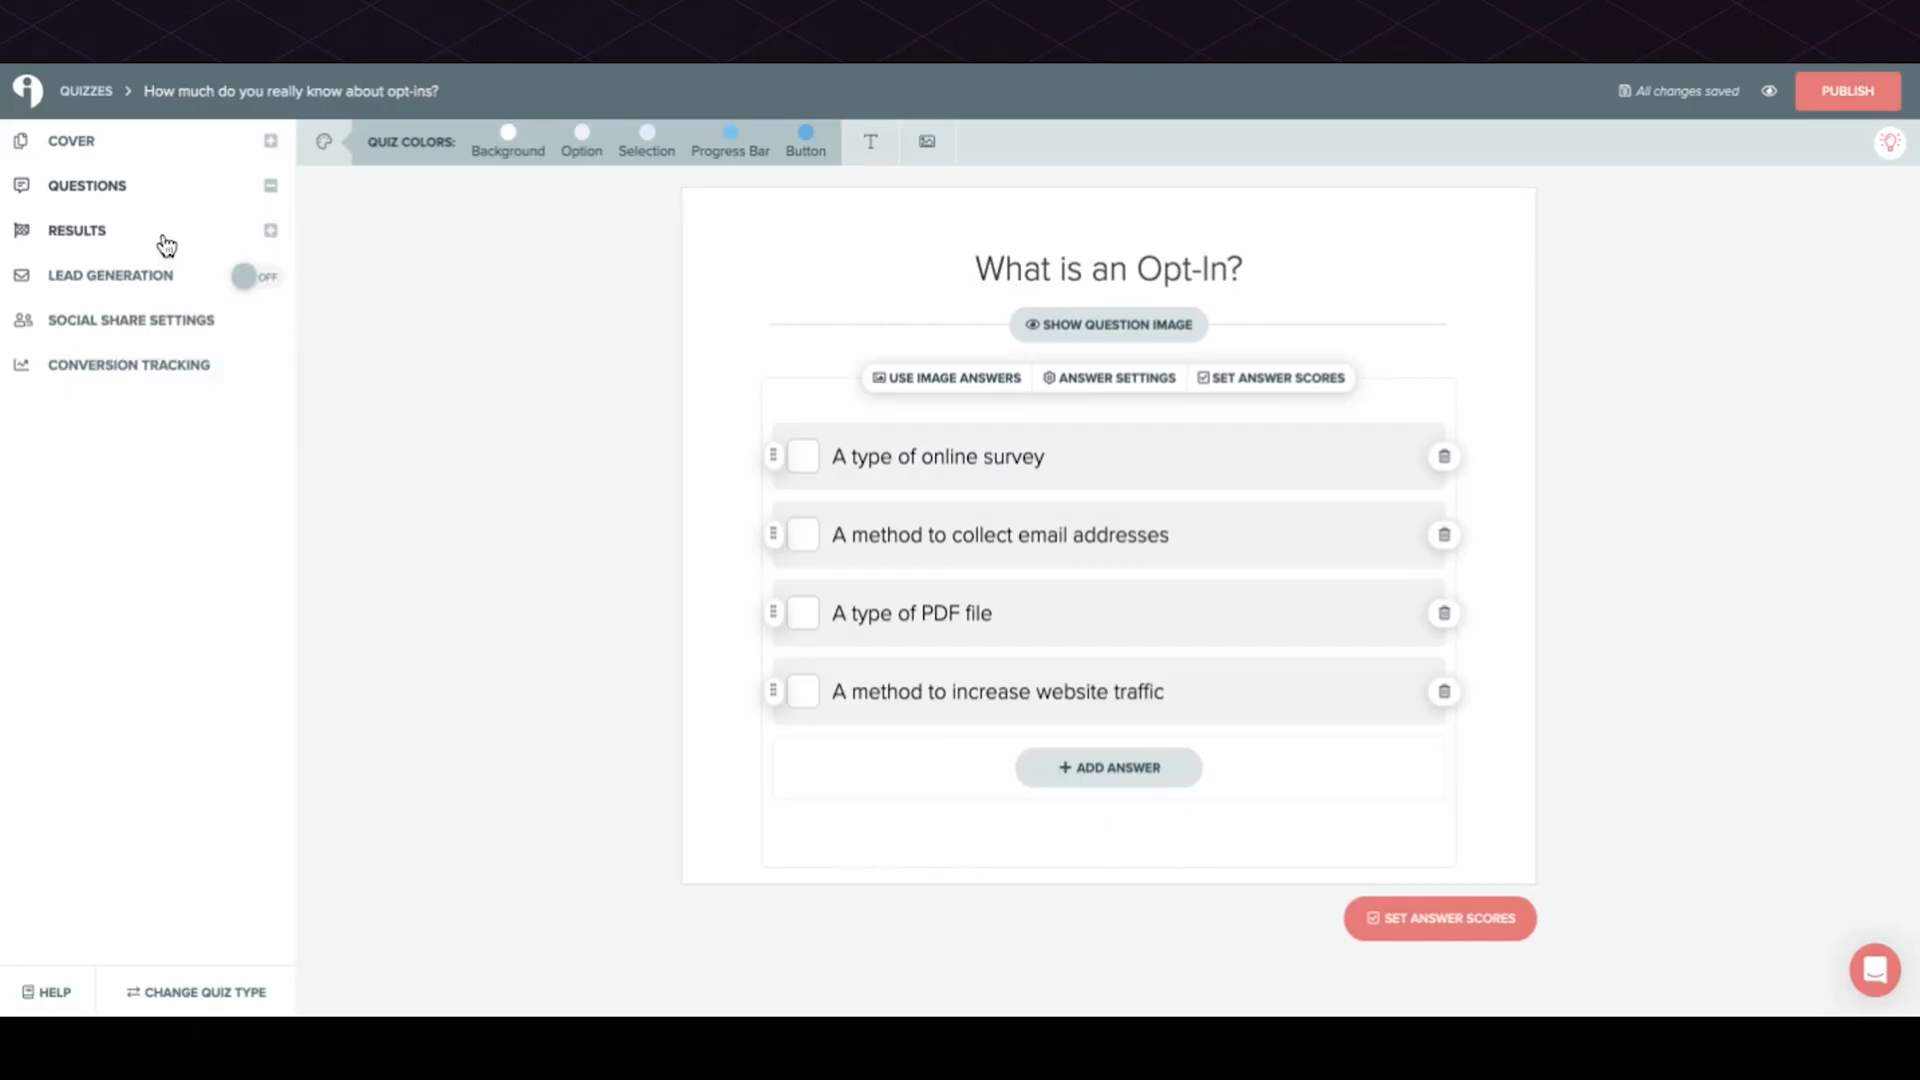 QUIZZES > How much do you really know about opt-ins?
All changes saved
PUBLISH
COVER
QUESTIONS
RESULTS
LEAD GENERATION
OFF
SOCIAL SHARE SETTINGS
CONVERSION TRACKING
QUIZ COLORS:
Background
Option
Selection
Progress Bar
Button
T
What is an Opt-In?
SHOW QUESTION IMAGE
USE IMAGE ANSWERS
ANSWER SETTINGS
SET ANSWER SCORES
A type of online survey
A method to collect email addresses
A type of PDF file
A method to increase website traffic
+ ADD ANSWER
SET ANSWER SCORES
HELP
CHANGE QUIZ TYPE